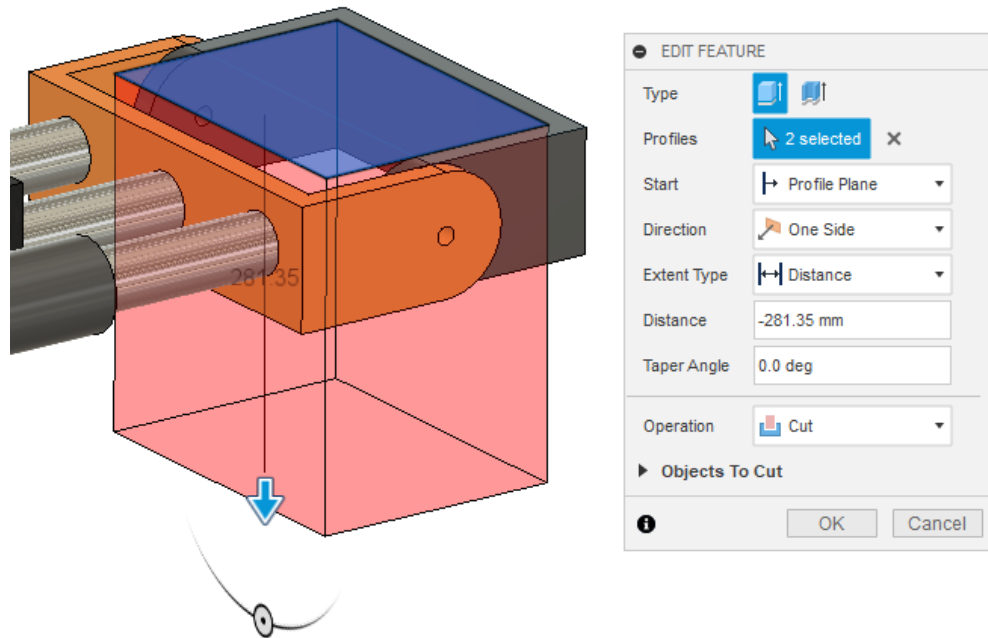 EDIT FEATURE
Type
Profiles 2 selected
Start Profile Plane
Direction One Side
Extent Type Distance
Distance -281.35 mm
Taper Angle 0.0 deg
Operation Cut
Objects To Cut
OK Cancel
281.35